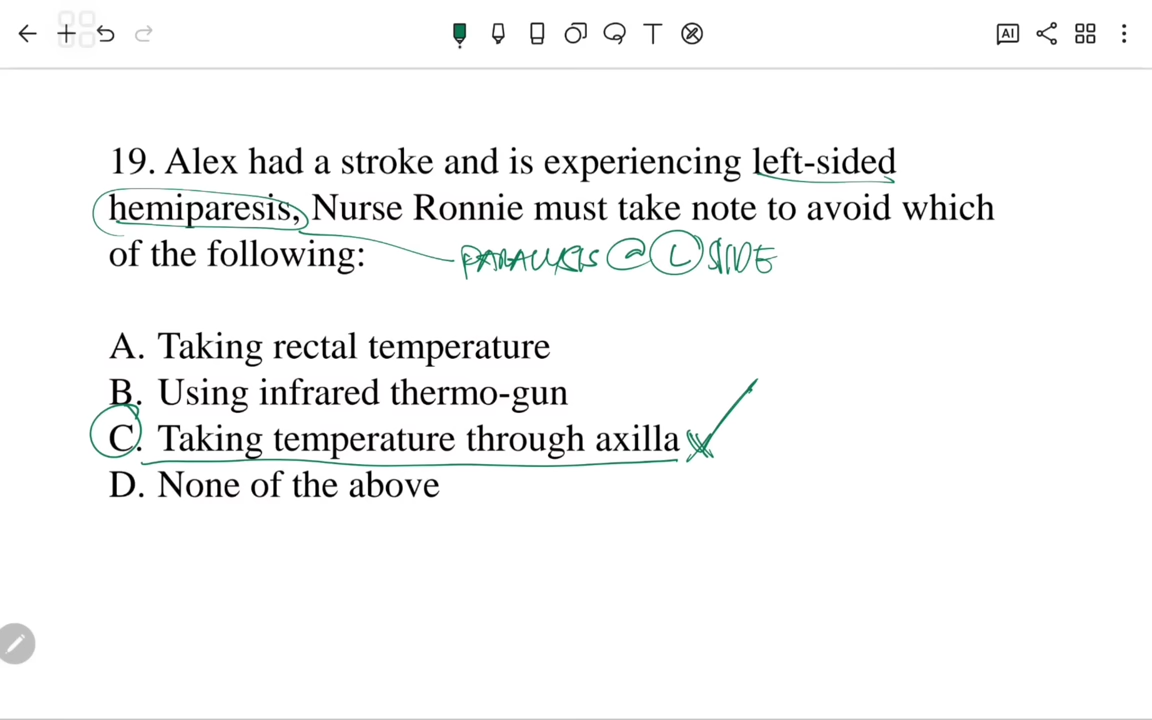 AI
19. Alex had a stroke and is experiencing left-sided
hemiparesis, Nurse Ronnie must take note to avoid which
of the following:
PARALYSIS @ L SIDE
A. Taking rectal temperature
B. Using infrared thermo-gun
C. Taking temperature through axilla
D. None of the above